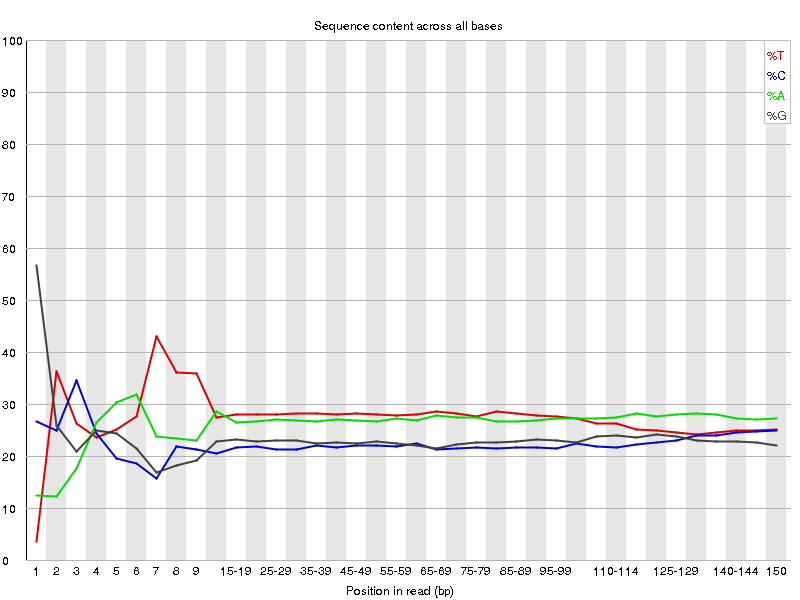 Sequence content across all bases
100
90
80
70
60
50
40
30
20
10
0
%T
%C
%A
%G
1 2 3 4 5 6 7 8 9 15-19 25-29 35-39 45-49 55-59 65-69 75-79 85-89 95-99 110-114 125-129 140-144 150
Position in read (bp)